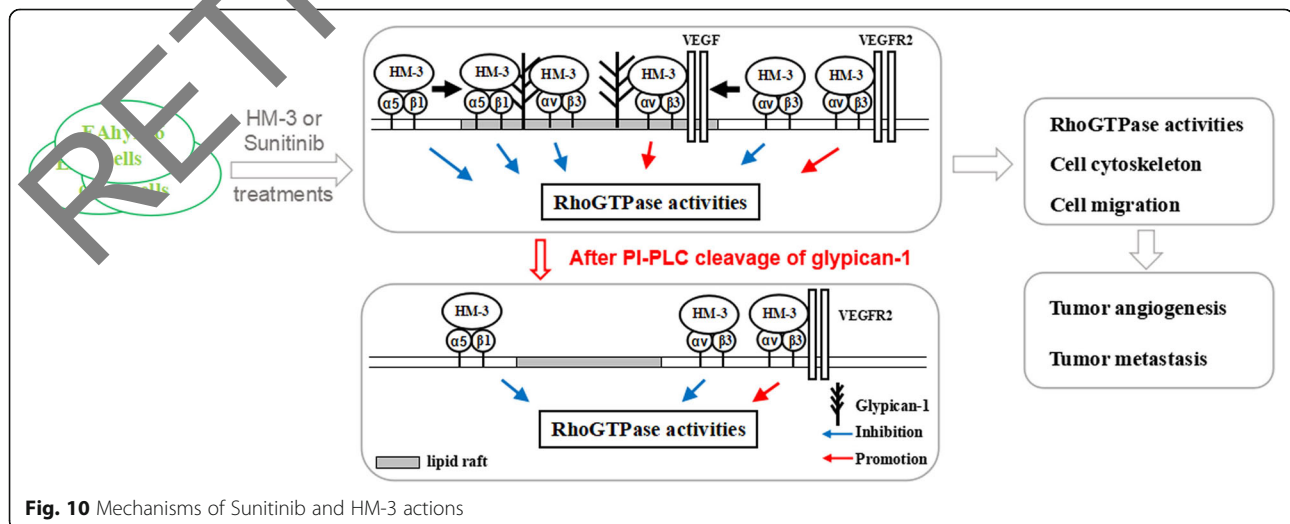 RETR
EAhy
cells
cells
HM-3 or
Sunitinib
treatments
VEGF
VEGFR2
HM-3
HM-3
HM-3
HM-3
HM-3
HM-3
α5 β1
α5 β1
αv β3
αv β3
αv β3
αv β3
RhoGTPase activities
After PI-PLC cleavage of glypican-1
HM-3
HM-3
HM-3
VEGFR2
α5 β1
αv β3
αv β3
RhoGTPase activities
Glypican-1
Inhibition
Promotion
lipid raft
RhoGTPase activities
Cell cytoskeleton
Cell migration
Tumor angiogenesis
Tumor metastasis
Fig. 10 Mechanisms of Sunitinib and HM-3 actions